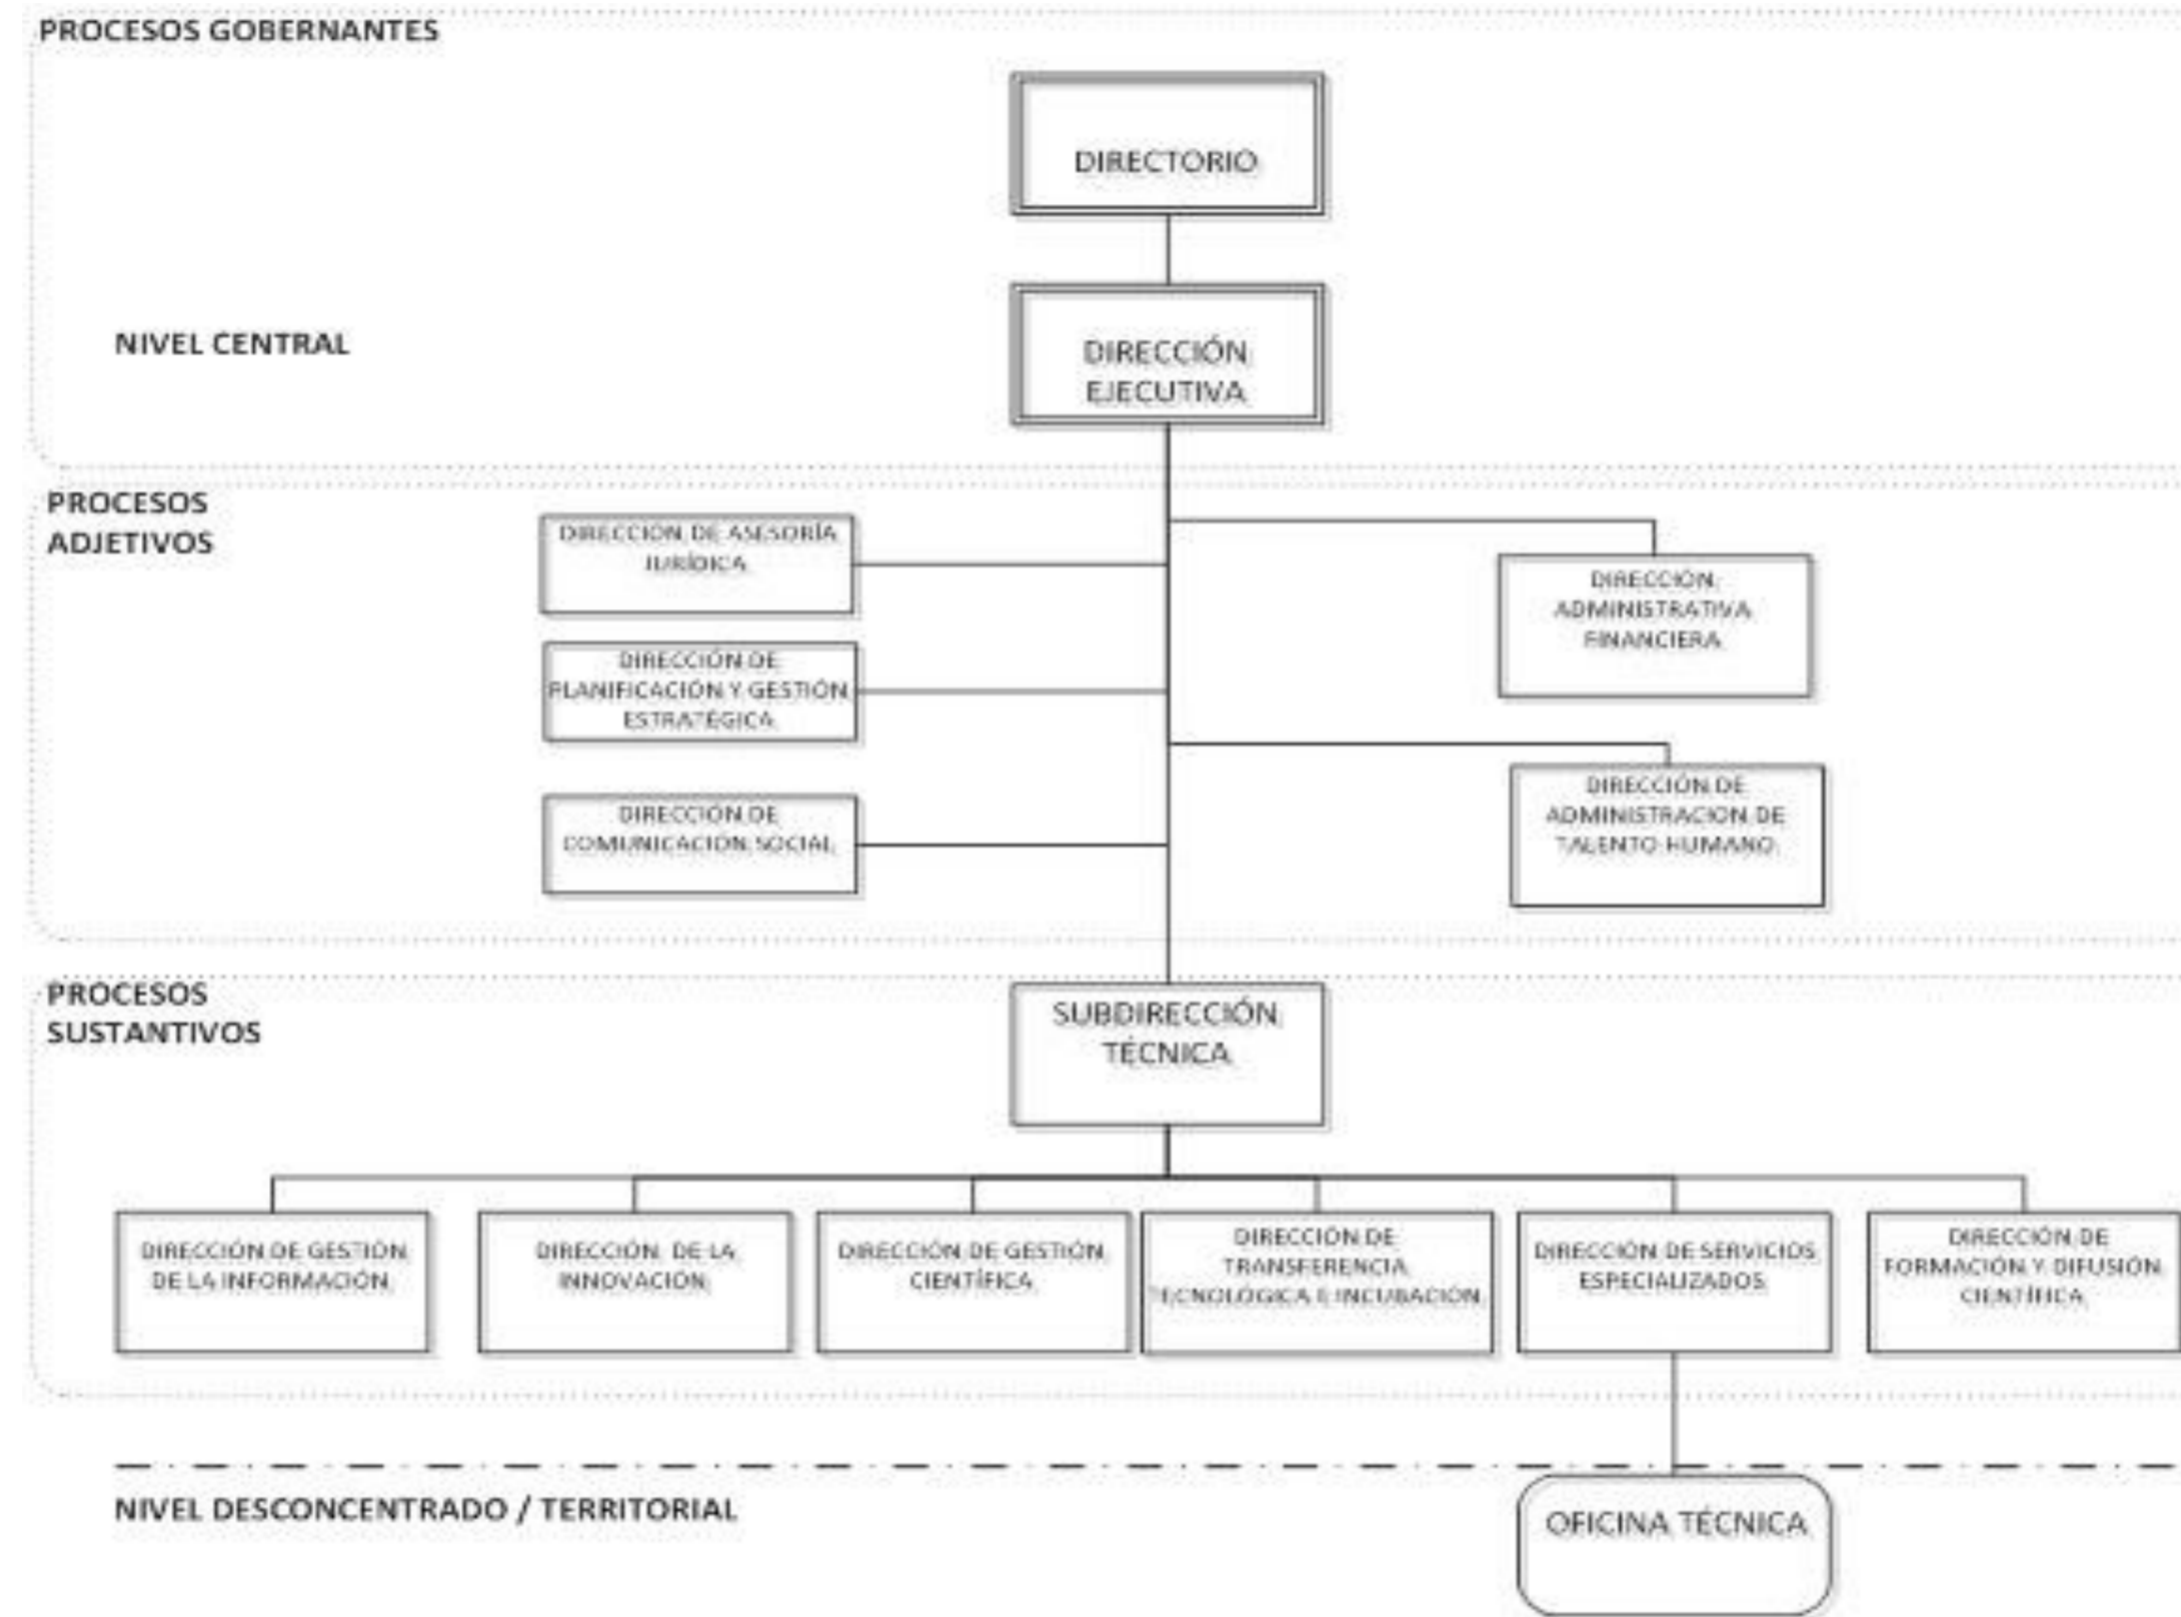 PROCESOS GOBERNANTES
DIRECTORIO
NIVEL CENTRAL
DIRECCIÓN
EJECUTIVA
PROCESOS
ADJETIVOS
DIRECCIÓN DE ASESORÍA
JURÍDICA
DIRECCIÓN
ADMINISTRATIVA
FINANCIERA
DIRECCIÓN DE
PLANIFICACIÓN Y GESTIÓN
ESTRATÉGICA
DIRECCIÓN DE
ADMINISTRACION DE
TALENTO HUMANO
DIRECCIÓN DE
COMUNICACIÓN SOCIAL
PROCESOS
SUSTANTIVOS
SUBDIRECCIÓN
TÉCNICA
DIRECCIÓN DE GESTIÓN
DE LA INFORMACIÓN
DIRECCIÓN DE LA
INNOVACIÓN
DIRECCIÓN DE GESTIÓN
CIENTÍFICA
DIRECCIÓN DE
TRANSFERENCIA
TECNOLÓGICA E INCUBACIÓN
DIRECCIÓN DE SERVICIOS
ESPECIALIZADOS
DIRECCIÓN DE
FORMACIÓN Y DIFUSIÓN
CIENTÍFICA
NIVEL DESCONCENTRADO / TERRITORIAL
OFICINA TÉCNICA